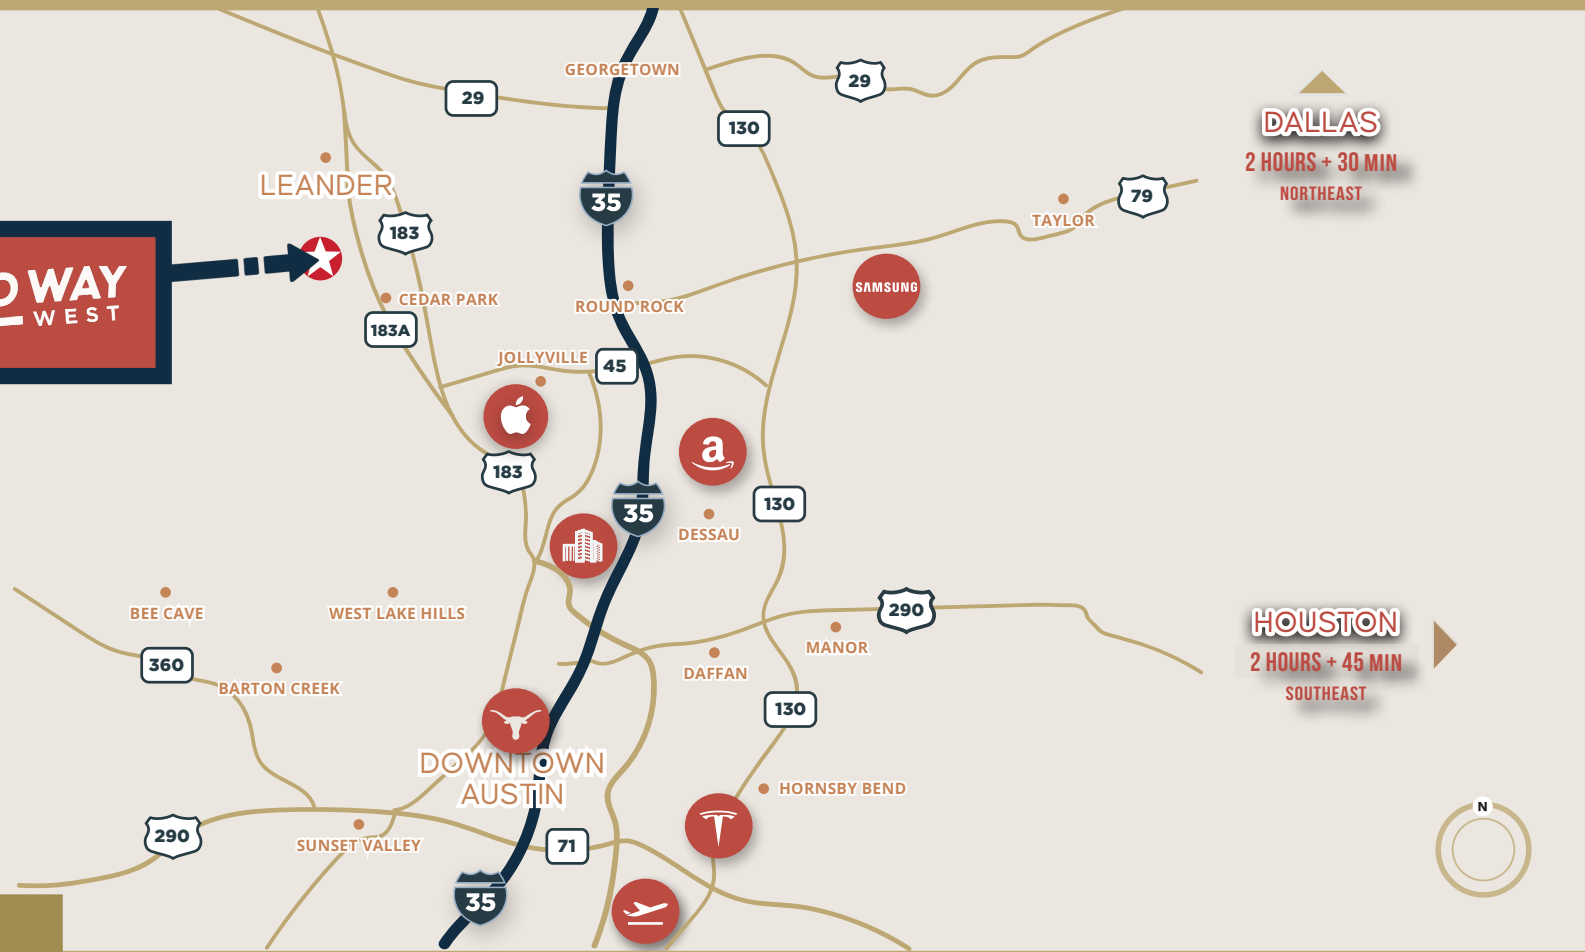 GEORGETOWN
29
29
130
DALLAS
2 HOURS + 30 MIN
NORTHEAST
LEANDER
35
79
TAYLOR
183
WAY
WEST
CEDAR PARK
ROUND ROCK
SAMSUNG
183A
JOLLYVILLE
45
a
183
35
130
DESSAU
BEE CAVE
WEST LAKE HILLS
290
MANOR
HOUSTON
2 HOURS + 45 MIN
SOUTHEAST
360
BARTON CREEK
DAFFAN
130
DOWNTOWN
AUSTIN
HORNSBY BEND
N
290
SUNSET VALLEY
71
35